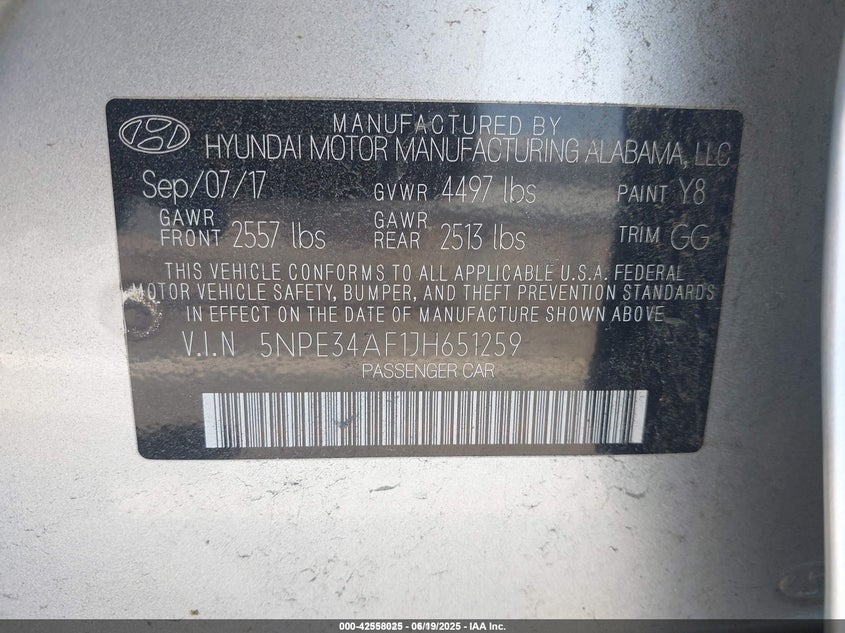 MANUFACTURED BY
HYUNDAI MOTOR MANUFACTURING ALABAMA, LLC
Sep/07/17 GVWR 4497 lbs PAINT Y8
GAWR FRONT 2557 lbs GAWR REAR 2513 lbs TRIM GG
THIS VEHICLE CONFORMS TO ALL APPLICABLE U.S.A. FEDERAL
MOTOR VEHICLE SAFETY, BUMPER, AND THEFT PREVENTION STANDARDS
IN EFFECT ON THE DATE OF MANUFACTURE SHOWN ABOVE
V.I.N 5NPE34AF1JH651259
PASSENGER CAR
000-42558025 - 06/19/2025 - IAA Inc.